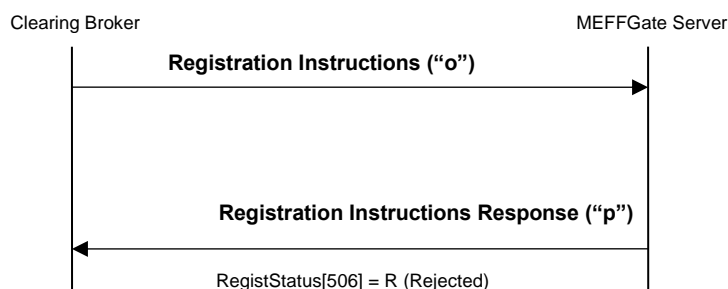 Clearing Broker
MEFFGate Server
Registration Instructions (“o”)
Registration Instructions Response (“p”)
RegistStatus[506] = R (Rejected)